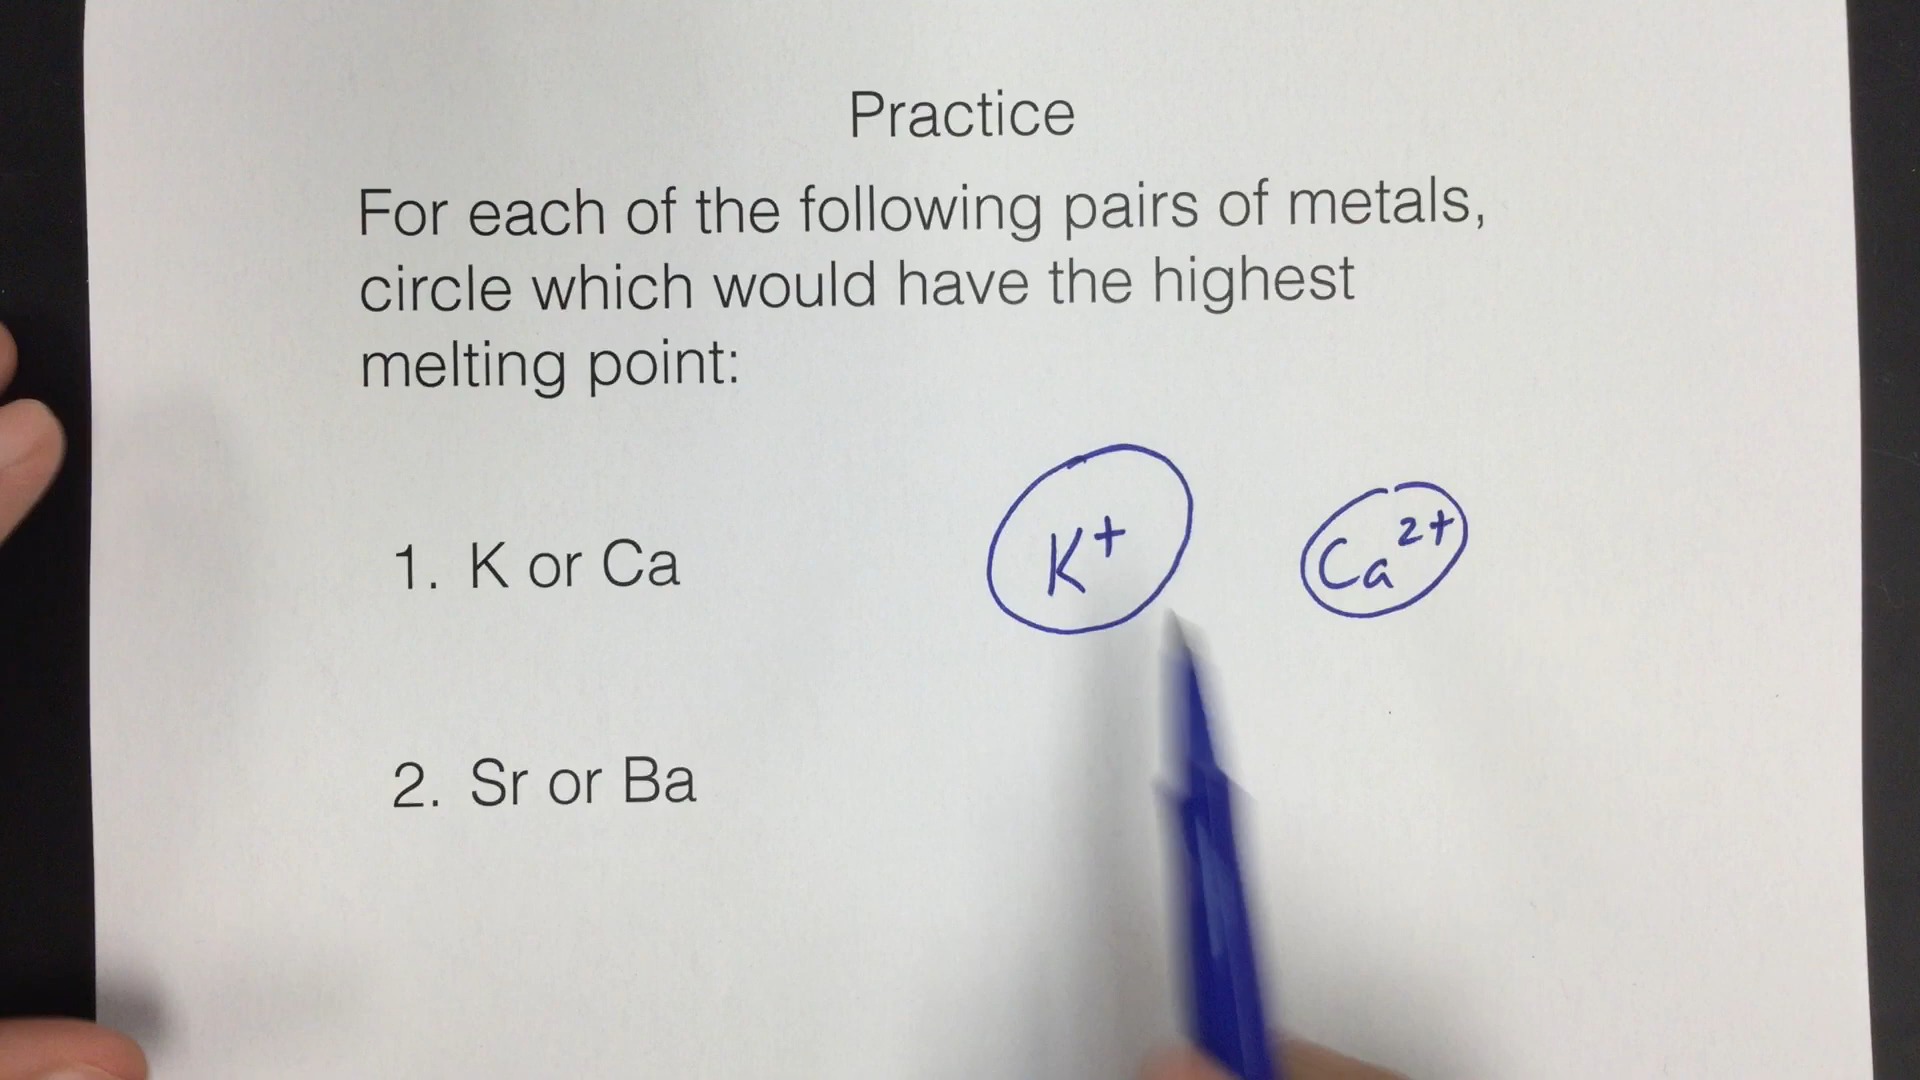 Practice
For each of the following pairs of metals,
circle which would have the highest
melting point:
1. K or Ca
K+
Ca2+
2. Sr or Ba